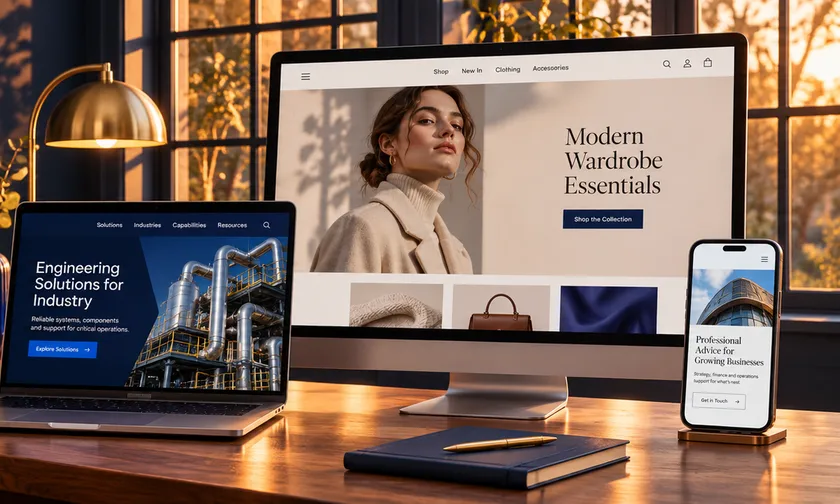 Shop New In Clothing Accessories
Modern
Wardrobe
Essentials
Shop the Collection
Solutions Industries Capabilities Resources
Engineering
Solutions for
Industry
Reliable systems, components
and support for critical operations.
Explore Solutions →
Professional
Advice for
Growing Businesses
Strategy, finance and operations
support for what's next.
Get in Touch →